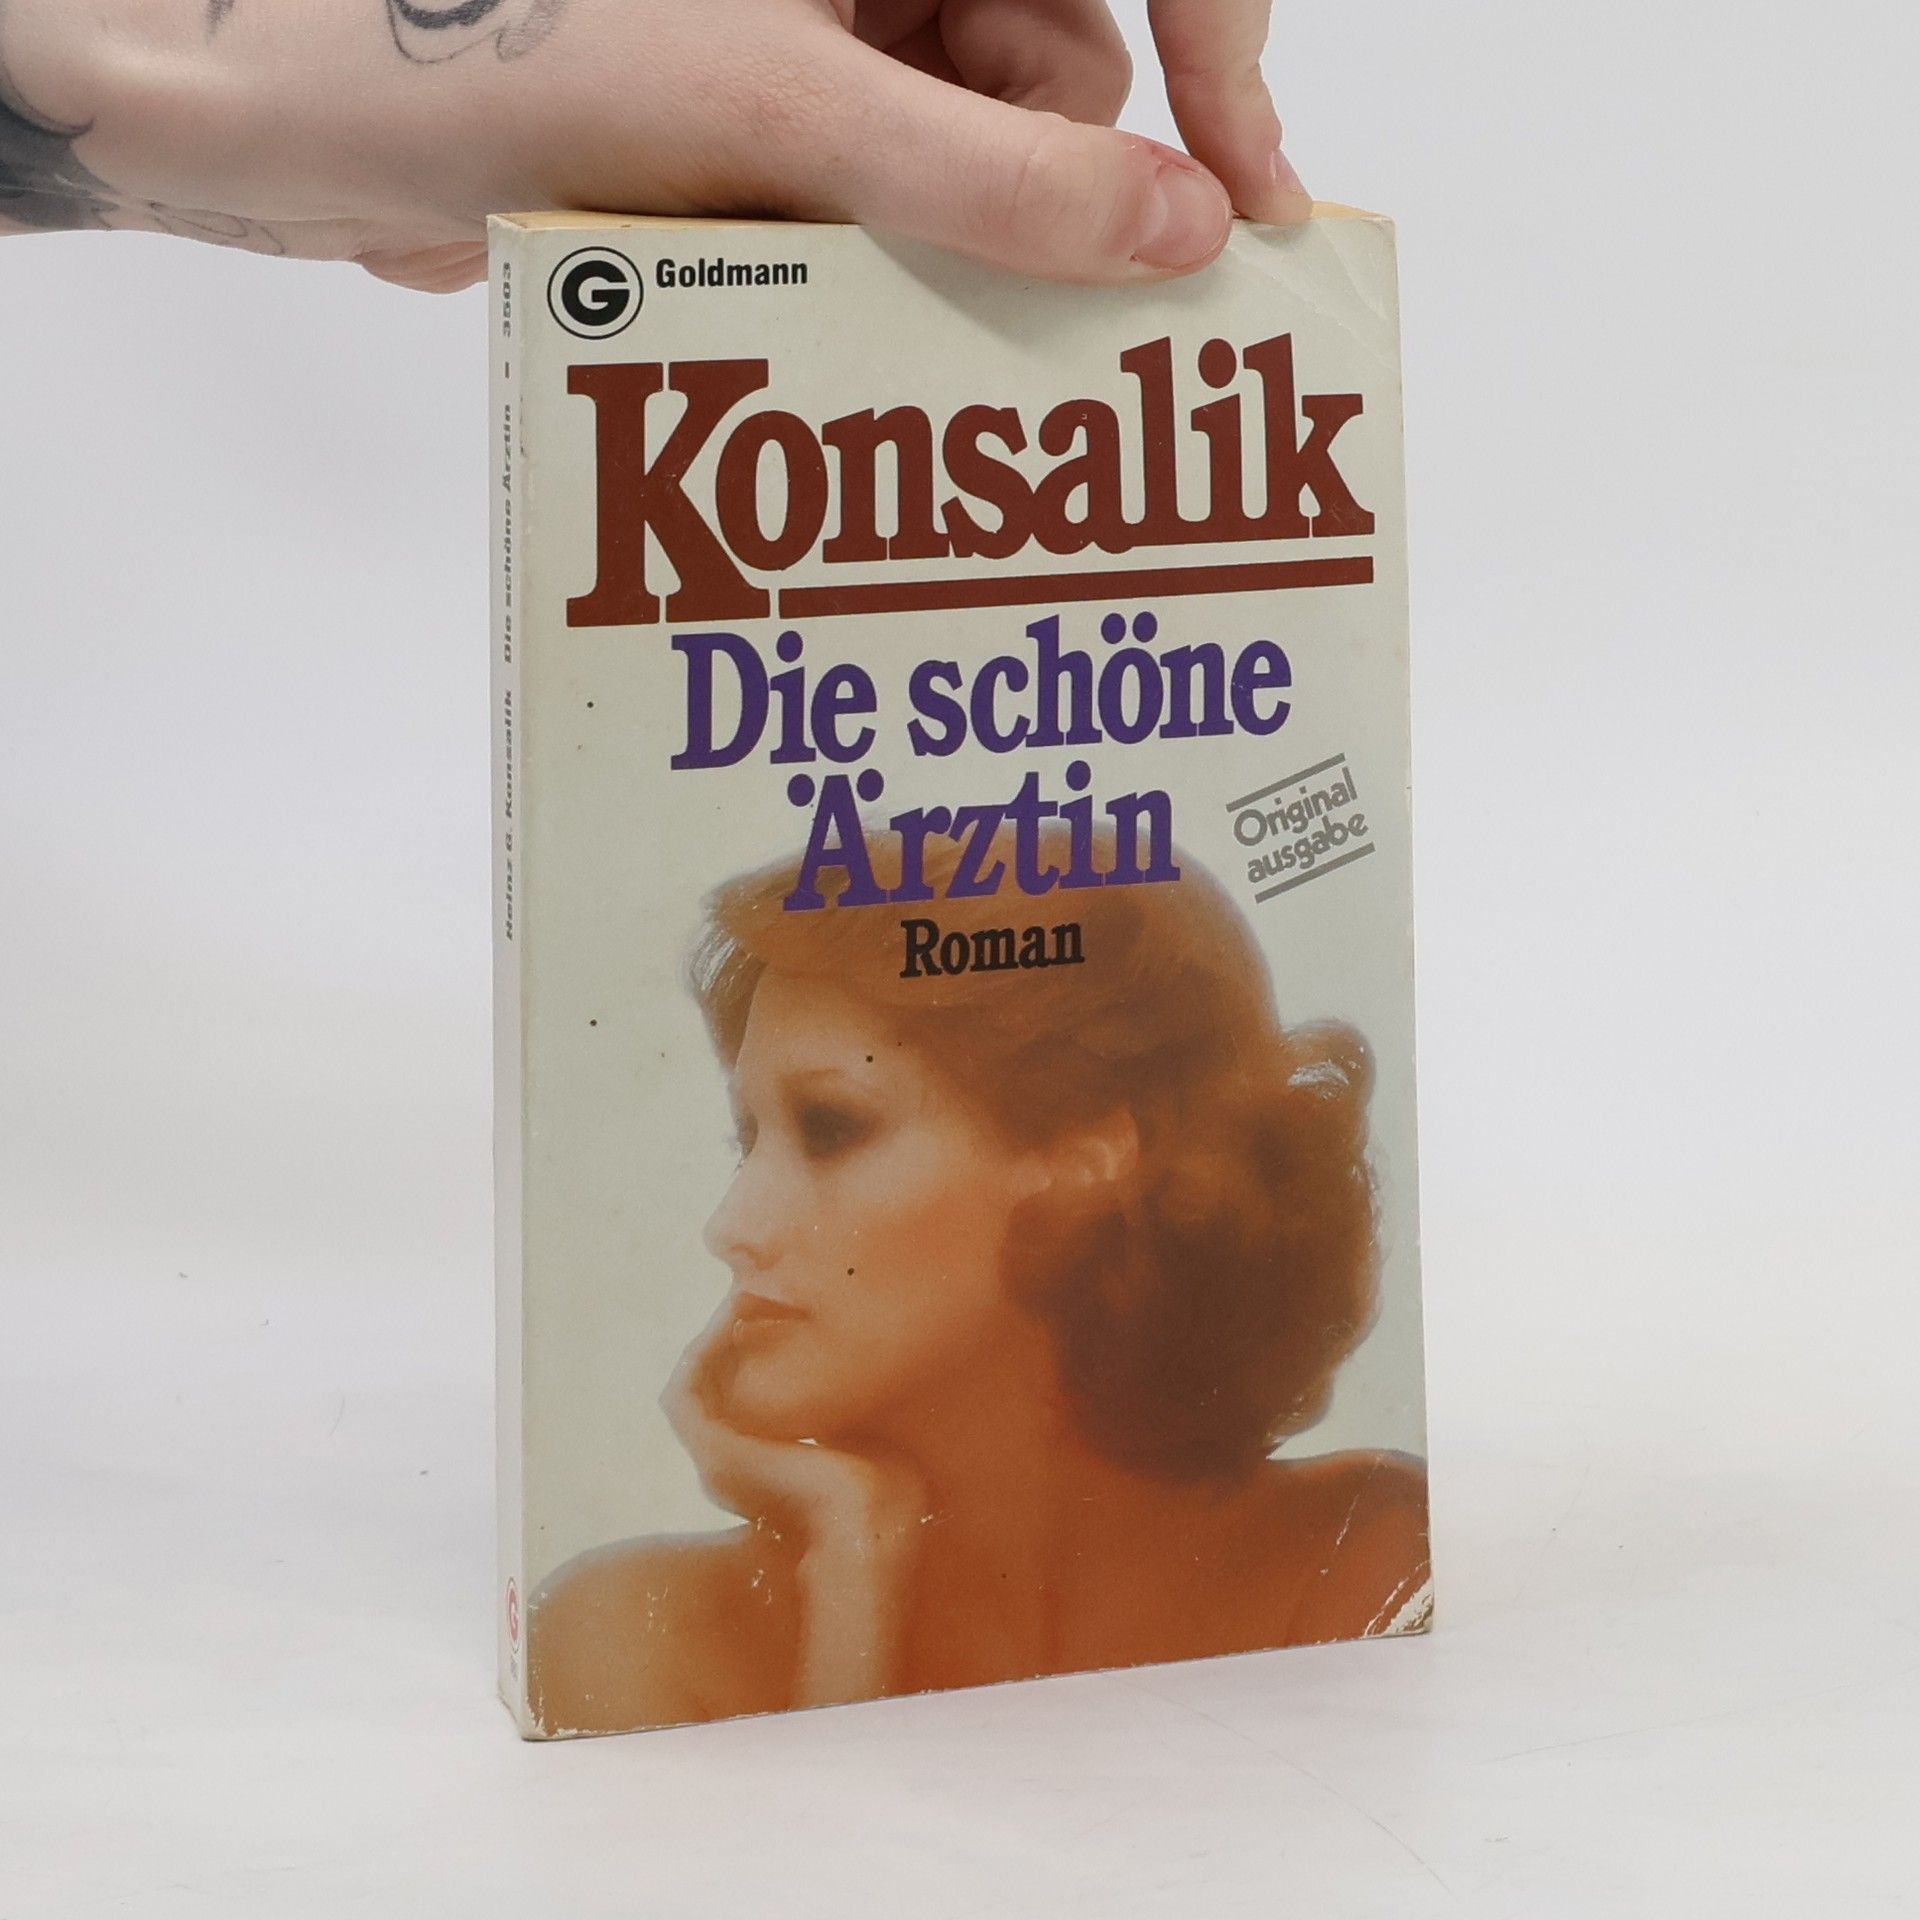 G Goldmann
Konsalik
Die schöne
Ärztin
Original
ausgabe
Roman
Heinz G. Konsalik Die schöne Ärztin - 3503
G